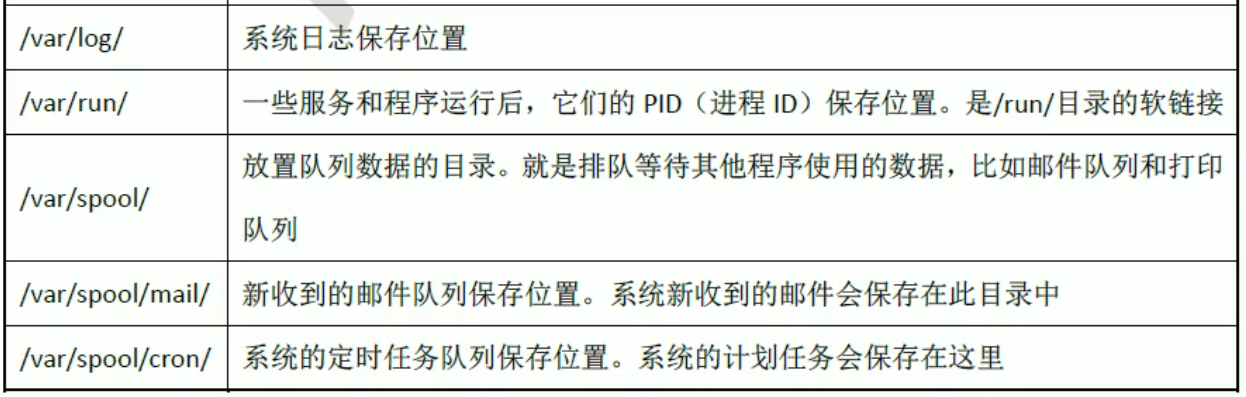 /var/log/ 系统日志保存位置
/var/run/ 一些服务和程序运行后，它们的 PID（进程 ID）保存位置。是/run/目录的软链接
/var/spool/ 放置队列数据的目录。就是排队等待其他程序使用的数据，比如邮件队列和打印
队列
/var/spool/mail/ 新收到的邮件队列保存位置。系统新收到的邮件会保存在此目录中
/var/spool/cron/ 系统的定时任务队列保存位置。系统的计划任务会保存在这里